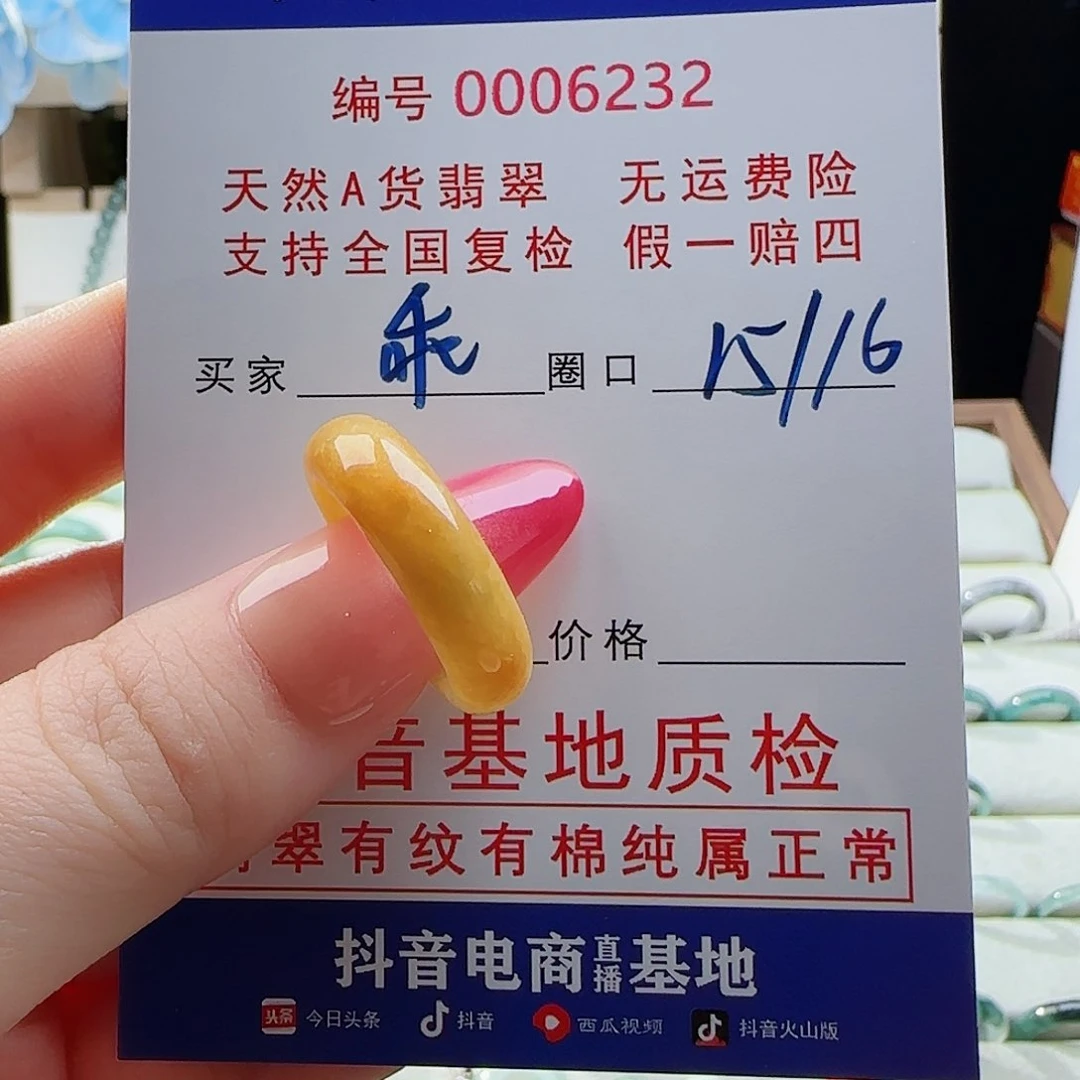 编号 0006232
天然A货翡翠 无运费险
支持全国复检 假一赔四
买家 乖 圈口 15//16
价格
音基地质检
翠有纹有棉纯属正常
抖音电商直播基地
今日头条 抖音 西瓜视频 抖音火山版
头条